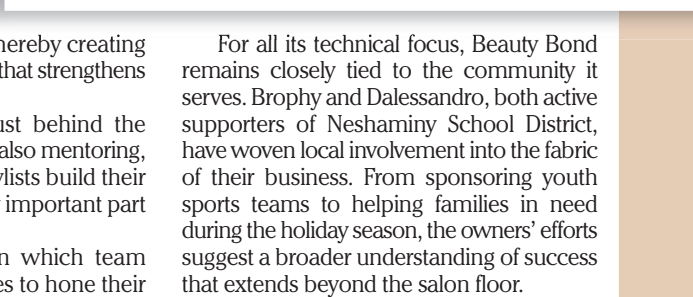 hereby creating
that strengthens
ust behind the
also mentoring,
lists build their
important part
n which team
es to hone their
For all its technical focus, Beauty Bond
remains closely tied to the community it
serves. Brophy and Dalessandro, both active
supporters of Neshaminy School District,
have woven local involvement into the fabric
of their business. From sponsoring youth
sports teams to helping families in need
during the holiday season, the owners’ efforts
suggest a broader understanding of success
that extends beyond the salon floor.